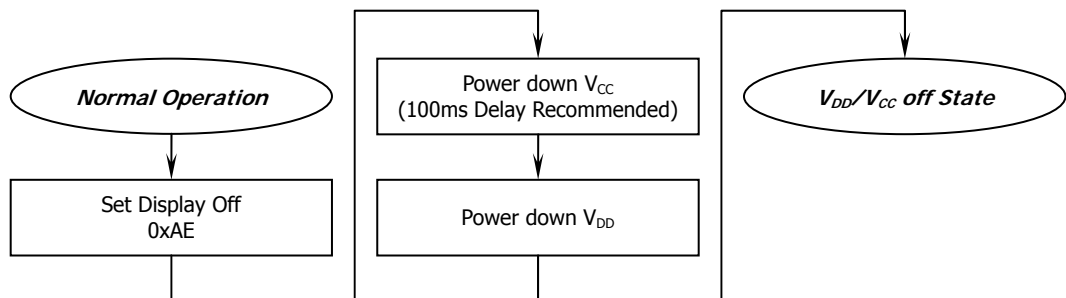 Normal Operation
Set Display Off
0xAE
Power down VCC
(100ms Delay Recommended)
Power down VDD
VDD/VCC off State